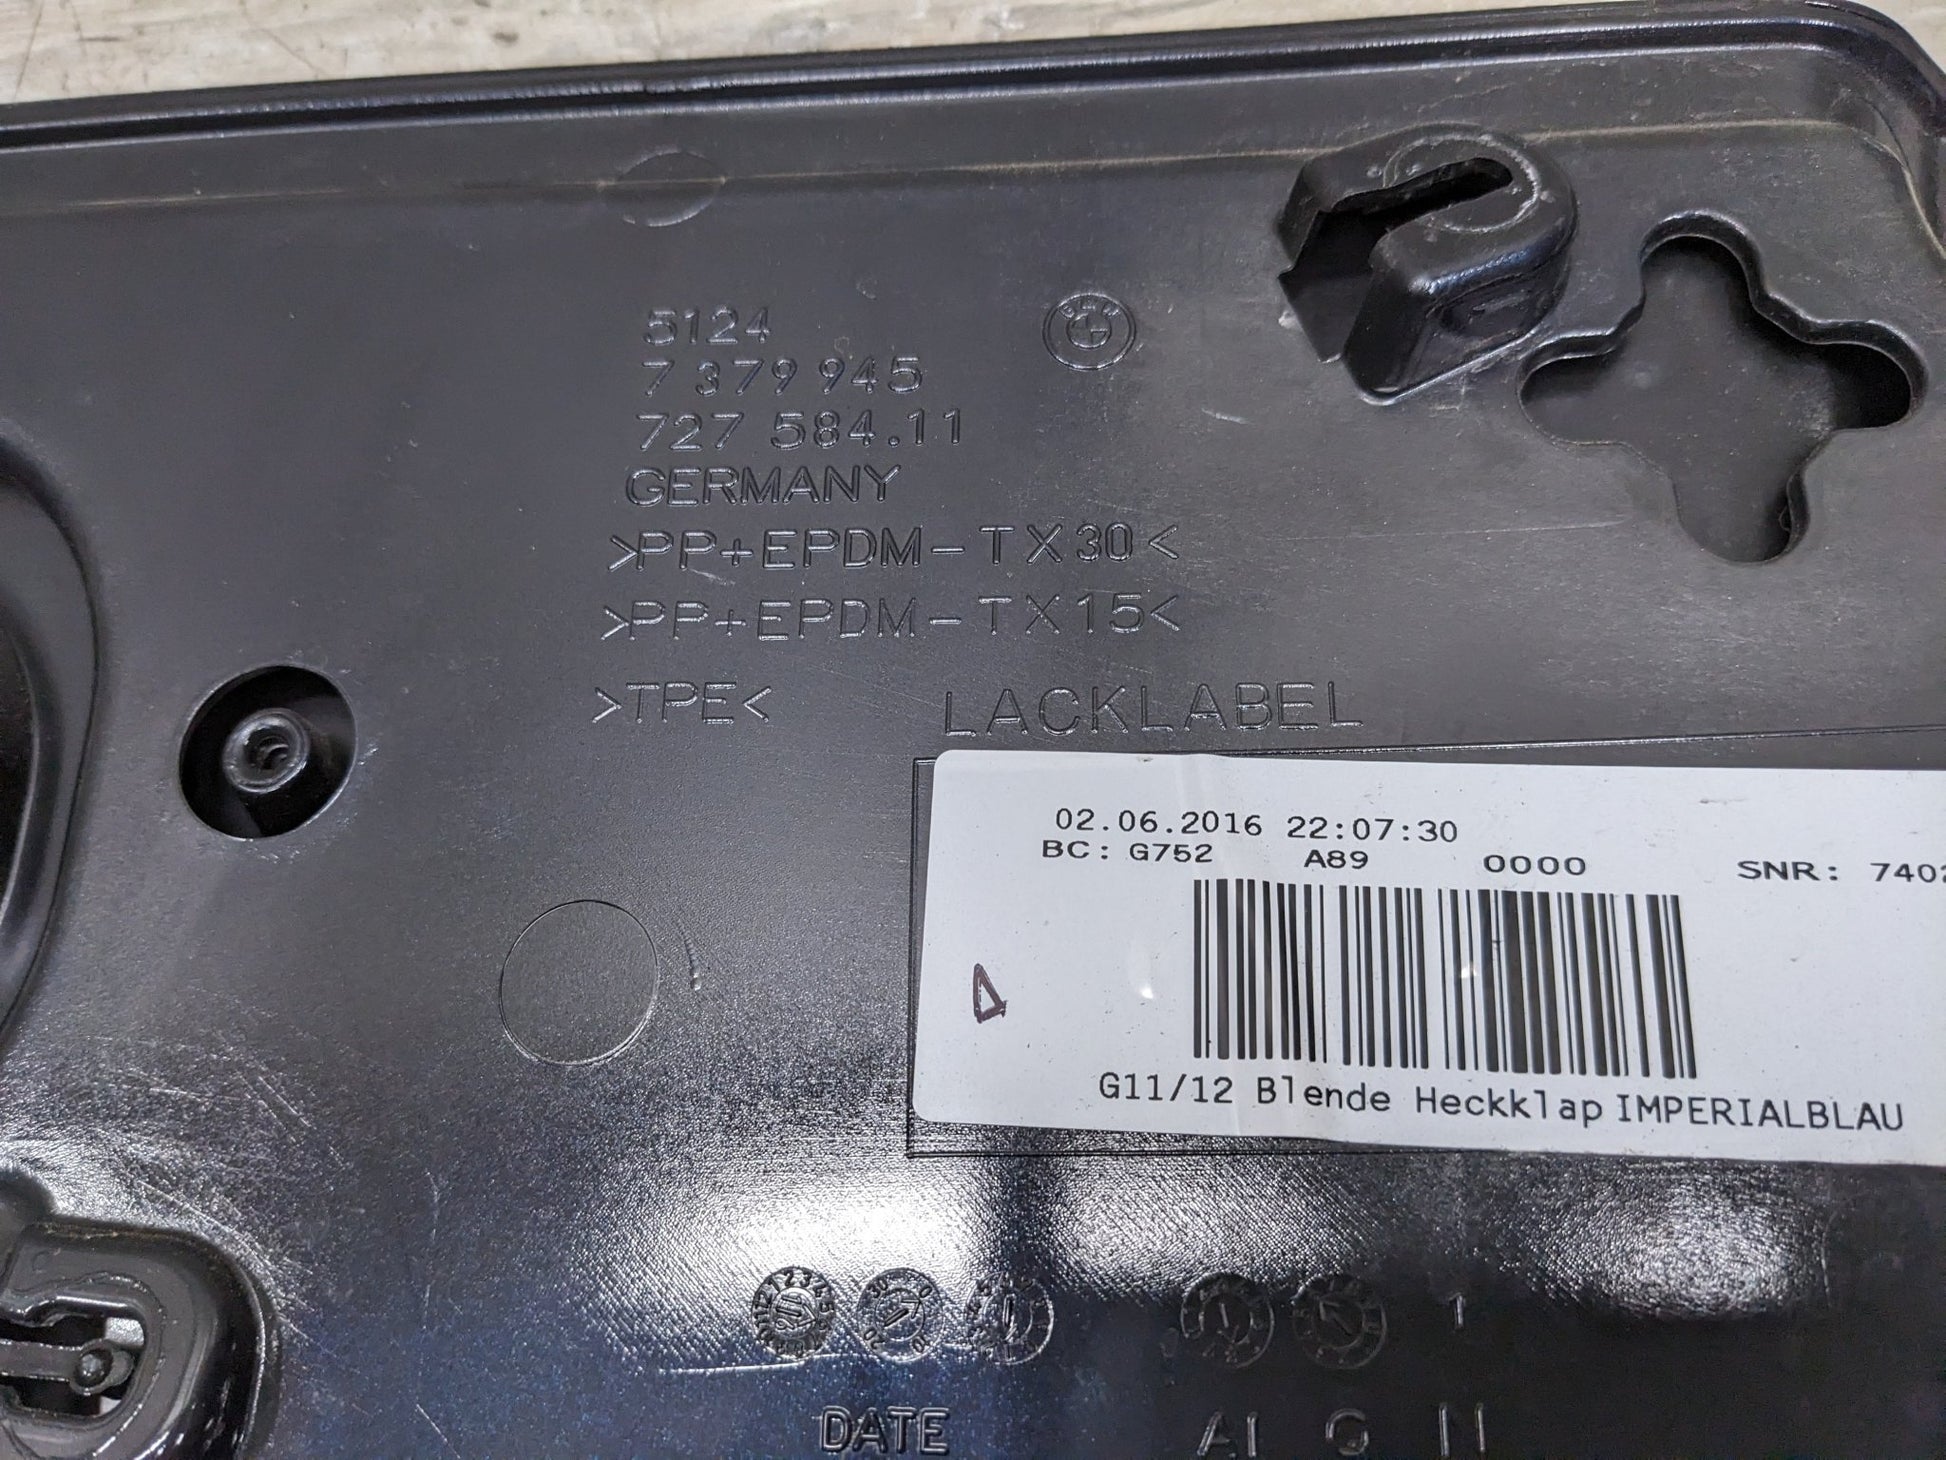 5124
7 379 945
727 584.11
GERMANY
>PP+EPDM-TX30<
>PP+EPDM-TX15<
>TPE<
LACKLABEL
02.06.2016 22:07:30
BC: G752 A89 0000 SNR: 7402
G11/12 Blende Heckklap IMPERIALBLAU
DATE